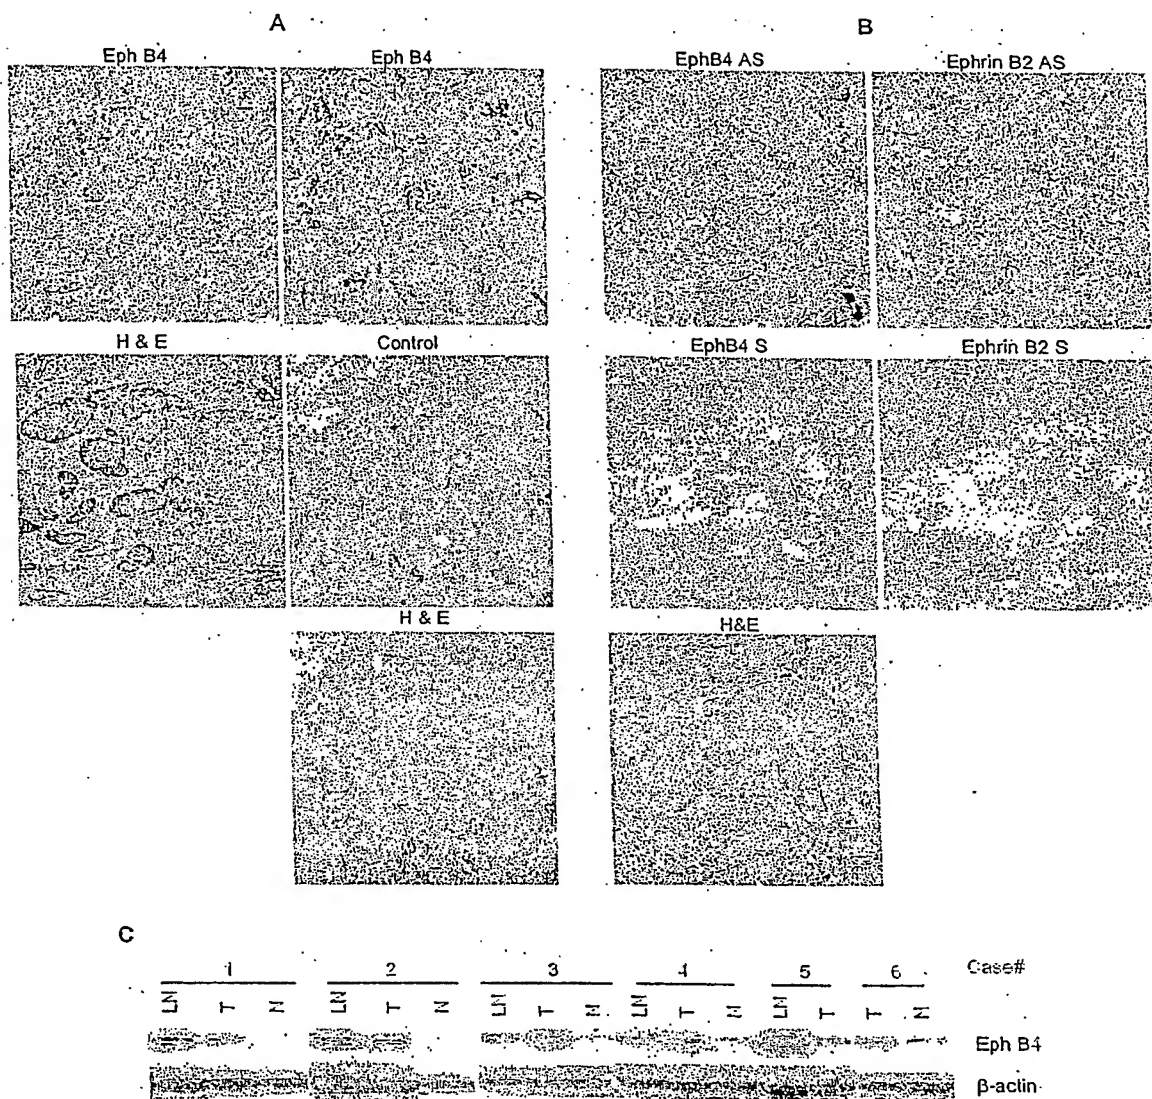 A
B
Eph B4
Eph B4
EphB4 AS
Ephrin B2 AS
H & E
Control
EphB4 S
Ephrin B2 S
H & E
H&E
C
1 2 3 4 5 6 Case#
LN T N LN T N LN T N LN T N LN T T N
Eph B4
β-actin